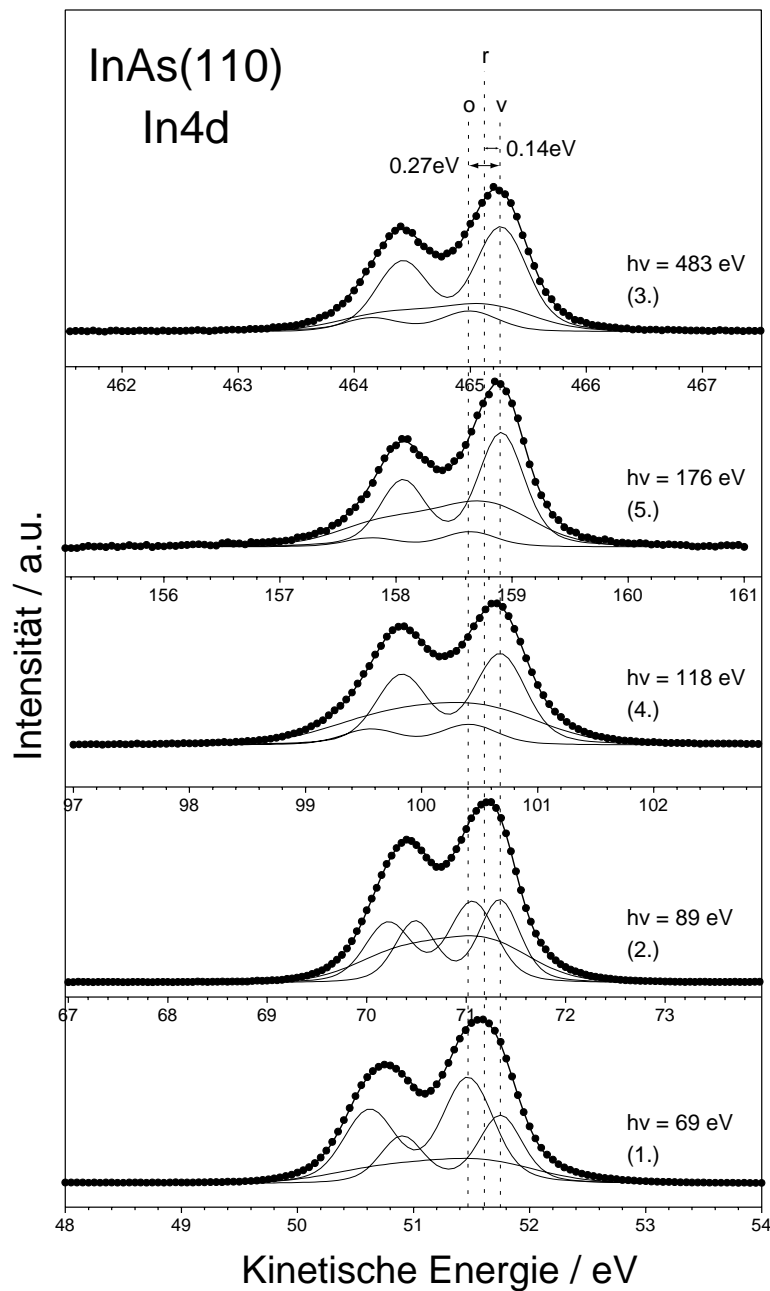 InAs(110)
In4d
r
o v
0.27eV 0.14eV
hν = 483 eV
(3.)
462 463 464 465 466 467
hν = 176 eV
(5.)
156 157 158 159 160 161
hν = 118 eV
(4.)
97 98 99 100 101 102
hν = 89 eV
(2.)
67 68 69 70 71 72 73
hν = 69 eV
(1.)
48 49 50 51 52 53 54
Intensität / a.u.
Kinetische Energie / eV